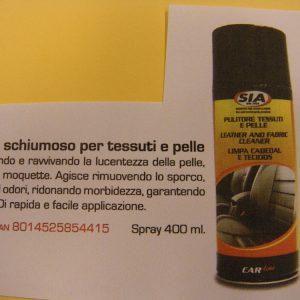 schiumoso per tessuti e pelle
ndo e ravvivando la lucentezza della pelle,
moquette. Agisce rimuovendo lo sporco,
odori, ridonando morbidezza, garantendo
Di rapida e facile applicazione.
AN 8014525854415 Spray 400 ml.
SIA
PULITORE TESSUTI
E PELLE
LEATHER AND FABRIC
CLEANER
LIMPA CABEDAL
E TECIDOS
CAR line